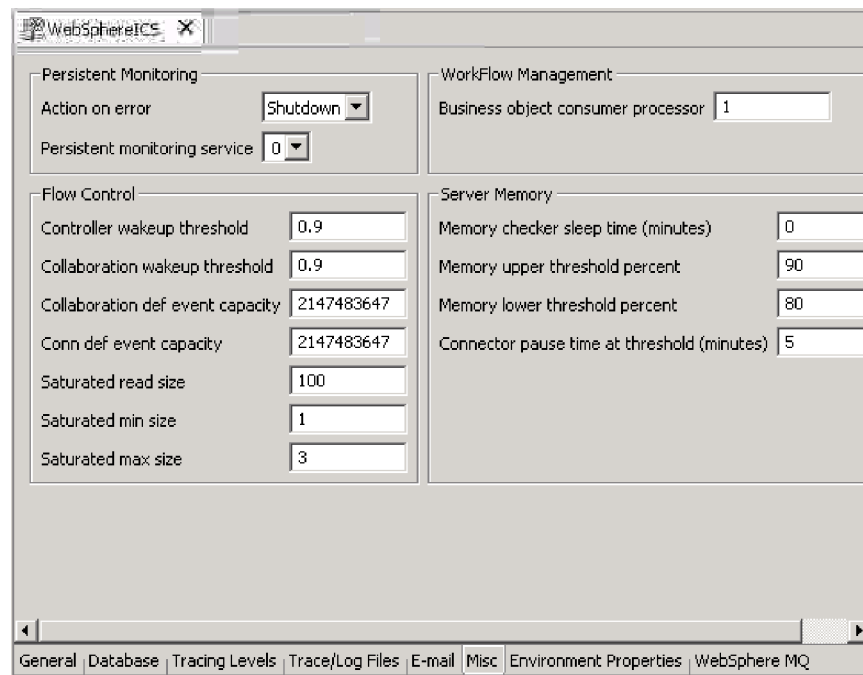 WebSphereICS
Persistent Monitoring
Action on error Shutdown
Persistent monitoring service 0
WorkFlow Management
Business object consumer processor 1
Flow Control
Controller wakeup threshold 0.9
Collaboration wakeup threshold 0.9
Collaboration def event capacity 2147483647
Conn def event capacity 2147483647
Saturated read size 100
Saturated min size 1
Saturated max size 3
Server Memory
Memory checker sleep time (minutes) 0
Memory upper threshold percent 90
Memory lower threshold percent 80
Connector pause time at threshold (minutes) 5
General Database Tracing Levels Trace/Log Files E-mail Misc Environment Properties WebSphere MQ